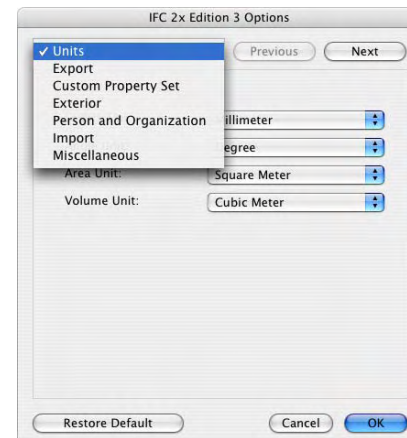 IFC 2x Edition 3 Options
✓ Units
Previous
Next
Export
Custom Property Set
Exterior
Person and Organization
Import
Miscellaneous
illimeter
egree
Area Unit:
Square Meter
Volume Unit:
Cubic Meter
Restore Default
Cancel
OK